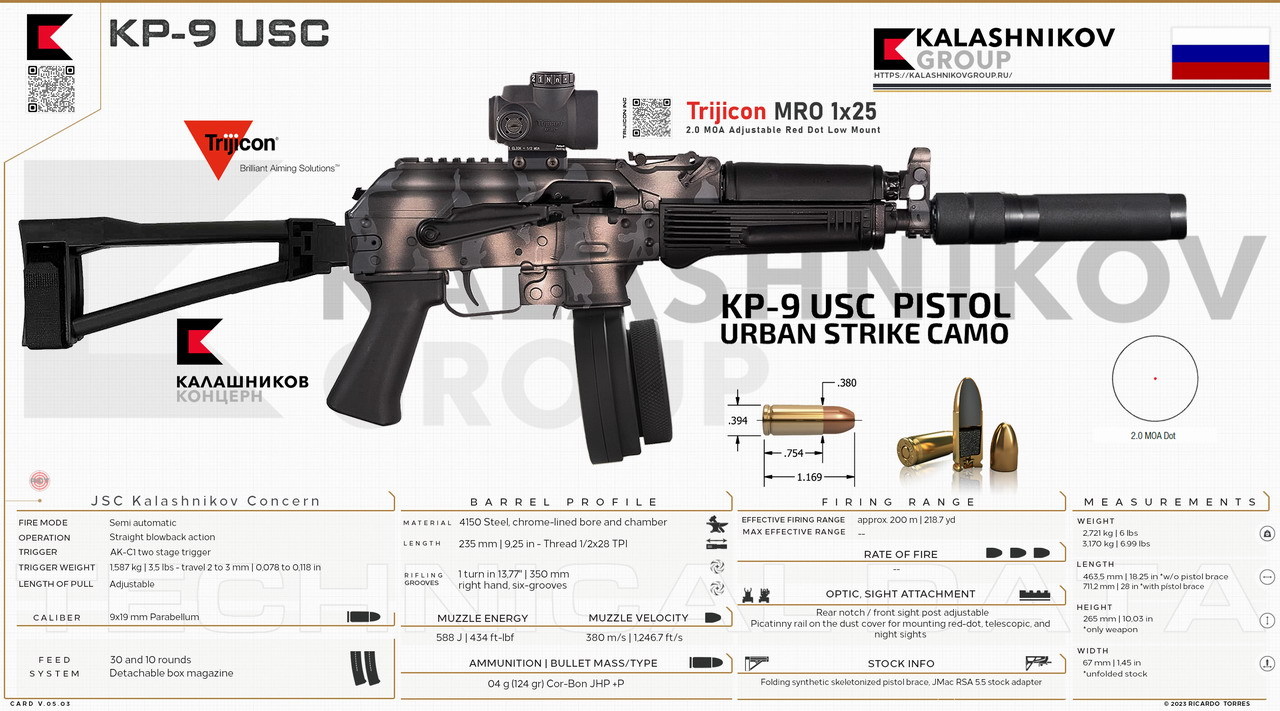 KP-9 USC
KALASHNIKOV
GROUP
HTTPS://KALASHNIKOVGROUP.RU/
TRIJICON INC
Trijicon MRO 1x25
2.0 MOA Adjustable Red Dot Low Mount
Trijicon®
Brilliant Aiming Solutions™
Trijicon
KALASHNIKOV
GROUP
КАЛАШНИКОВ
КОНЦЕРН
KP-9 USC PISTOL
URBAN STRIKE CAMO
.380
.394
.754
1.169
2.0 MOA Dot
JSC Kalashnikov Concern
FIRE MODE Semi automatic
OPERATION Straight blowback action
TRIGGER AK-C1 two stage trigger
TRIGGER WEIGHT 1,587 kg | 3.5 lbs - travel 2 to 3 mm | 0,078 to 0,118 in
LENGTH OF PULL Adjustable
CALIBER 9x19 mm Parabellum
FEED SYSTEM 30 and 10 rounds
Detachable box magazine
BARREL PROFILE
MATERIAL 4150 Steel, chrome-lined bore and chamber
LENGTH 235 mm | 9,25 in - Thread 1/2x28 TPI
RIFLING GROOVES 1 turn in 13,77" | 350 mm
right hand, six-grooves
MUZZLE ENERGY MUZZLE VELOCITY
588 J | 434 ft-lbf 380 m/s | 1,246.7 ft/s
AMMUNITION | BULLET MASS/TYPE
04 g (124 gr) Cor-Bon JHP +P
FIRING RANGE
EFFECTIVE FIRING RANGE approx. 200 m | 218.7 yd
MAX EFFECTIVE RANGE --
RATE OF FIRE
--
OPTIC, SIGHT ATTACHMENT
Rear notch / front sight post adjustable
Picatinny rail on the dust cover for mounting red-dot, telescopic, and
night sights
STOCK INFO
Folding synthetic skeletonized pistol brace, JMac RSA 5.5 stock adapter
MEASUREMENTS
WEIGHT
2,721 kg | 6 lbs
3,170 kg | 6.99 lbs
LENGTH
463,5 mm | 18.25 in *w/o pistol brace
711,2 mm | 28 in *with pistol brace
HEIGHT
265 mm | 10,03 in
*only weapon
WIDTH
67 mm | 1,45 in
*unfolded stock
TECHNICAL DATA
CARD V.05.03
© 2023 RICARDO TORRES